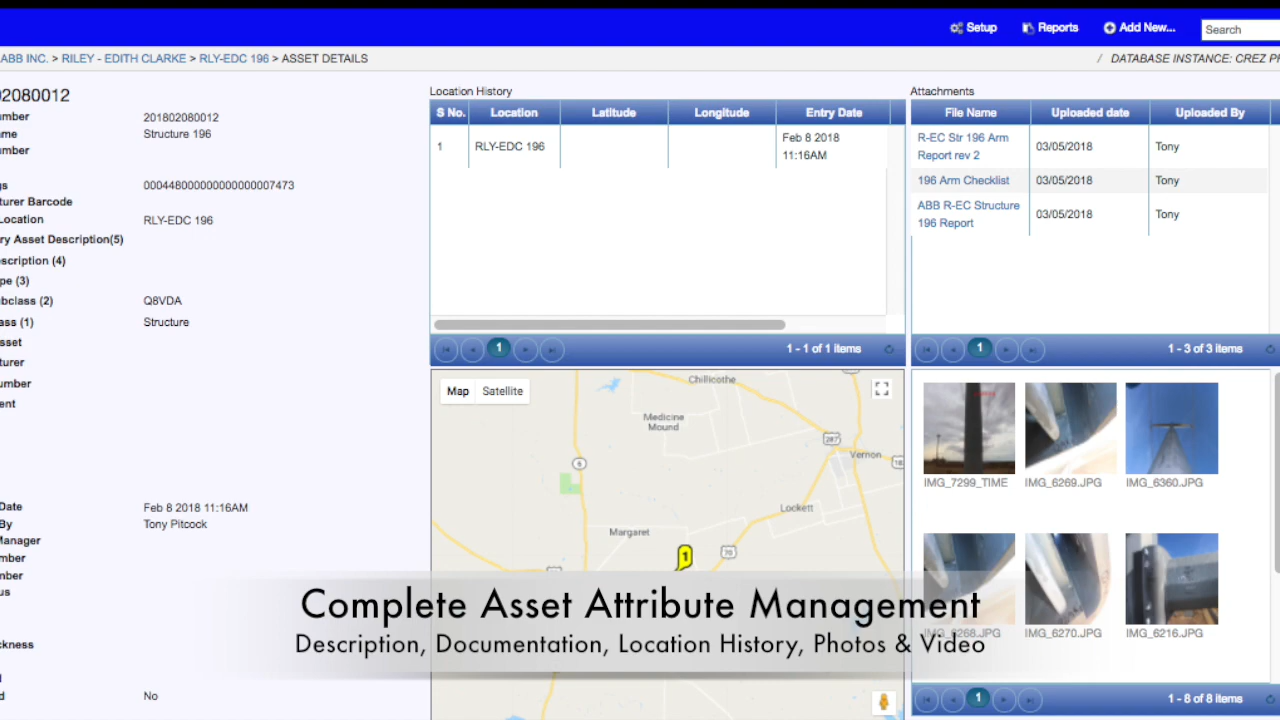 Setup Reports Add New... Search
ABB INC. > RILEY - EDITH CLARKE > RLY-EDC 196 > ASSET DETAILS / DATABASE INSTANCE: CREZ PR
02080012
umber 201802080012
ame Structure 196
umber
gs 000448000000000000007473
turer Barcode
Location RLY-EDC 196
ry Asset Description(5)
scription (4)
pe (3)
bclass (2) Q8VDA
ass (1) Structure
sset
turer
umber
ent
Date Feb 8 2018 11:16AM
By Tony Pitcock
Manager
mber
mber
us
ckness
d No
Location History
S No. Location Latitude Longitude Entry Date
1 RLY-EDC 196 Feb 8 2018
11:16AM
1 1 - 1 of 1 items
Attachments
File Name Uploaded date Uploaded By
R-EC Str 196 Arm
Report rev 2 03/05/2018 Tony
196 Arm Checklist 03/05/2018 Tony
ABB R-EC Structure
196 Report 03/05/2018 Tony
1 1 - 3 of 3 items
Map Satellite
Chillicothe
Medicine
Mound
287
Vernon
6
Lockett
Margaret
70
1
IMG_7299_TIME IMG_6269.JPG IMG_6360.JPG
IMG_6268.JPG IMG_6270.JPG IMG_6216.JPG
1 1 - 8 of 8 items
Complete Asset Attribute Management
Description, Documentation, Location History, Photos & Video